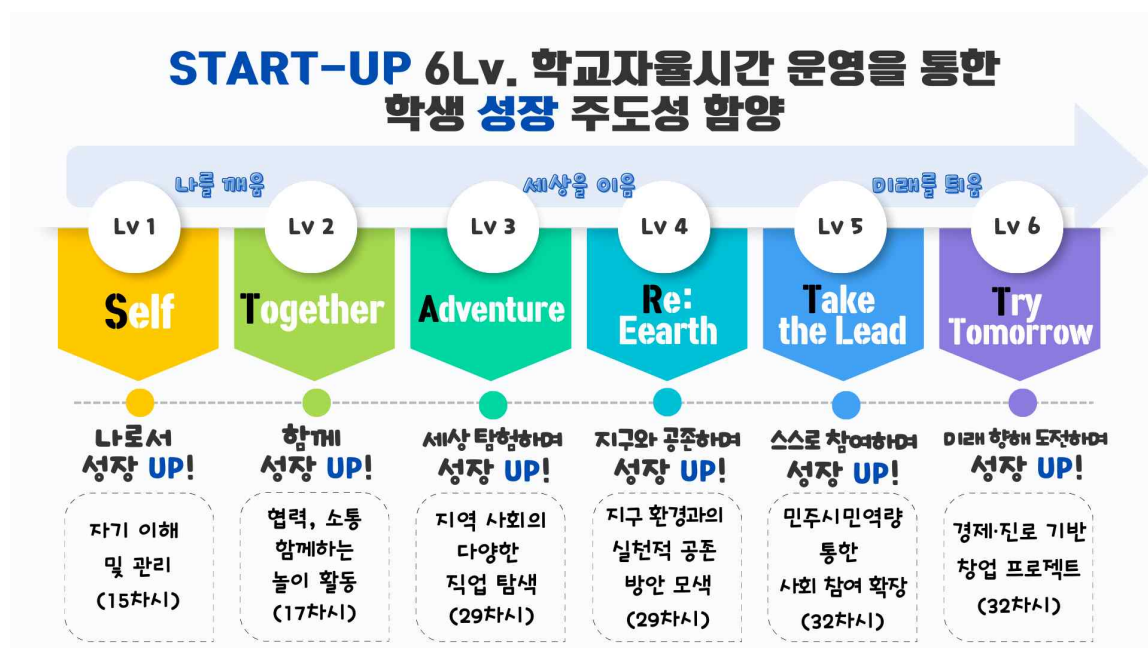 START-UP 6Lv. 학교자율시간 운영을 통한
학생 성장 주도성 함양
나를 깨움
세상을 이음
미래를 틔움
Lv 1
Lv 2
Lv 3
Lv 4
Lv 5
Lv 6
Self
Together
Adventure
Re:
Eearth
Take
the Lead
Try
Tomorrow
나로서
성장 UP!
함께
성장 UP!
세상 탐험하며
성장 UP!
지구와 공존하며
성장 UP!
스스로 참여하며
성장 UP!
미래 향해 도전하며
성장 UP!
자기 이해
및 관리
(15차시)
협력, 소통
함께하는
놀이 활동
(17차시)
지역 사회의
다양한
직업 탐색
(29차시)
지구 환경과의
실천적 공존
방안 모색
(29차시)
민주시민역량
통한
사회 참여 확장
(32차시)
경제·진로 기반
창업 프로젝트
(32차시)